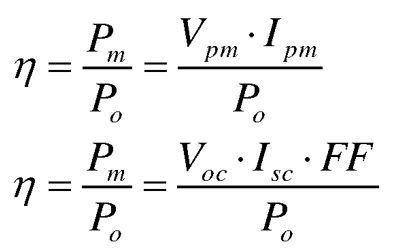 η = P_m / P_o = V_pm · I_pm / P_o
η = P_m / P_o = V_oc · I_sc · FF / P_o